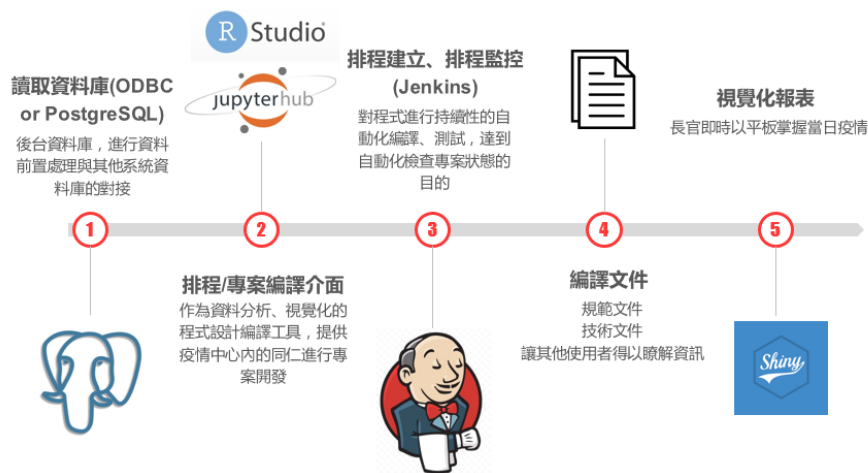 R Studio®
jupyterhub
讀取資料庫(ODBC
or PostgreSQL)
後台資料庫，進行資料
前置處理與其他系統資
料庫的對接
排程建立、排程監控
(Jenkins)
對程式進行持續性的自
動化編譯、測試，達到
自動化檢查專案狀態的
目的
視覺化報表
長官即時以平板掌握當日疫情
1
2
3
4
5
排程/專案編譯介面
作為資料分析、視覺化的
程式設計編譯工具，提供
疫情中心內的同仁進行專
案開發
編譯文件
規範文件
技術文件
讓其他使用者得以瞭解資訊
Shiny